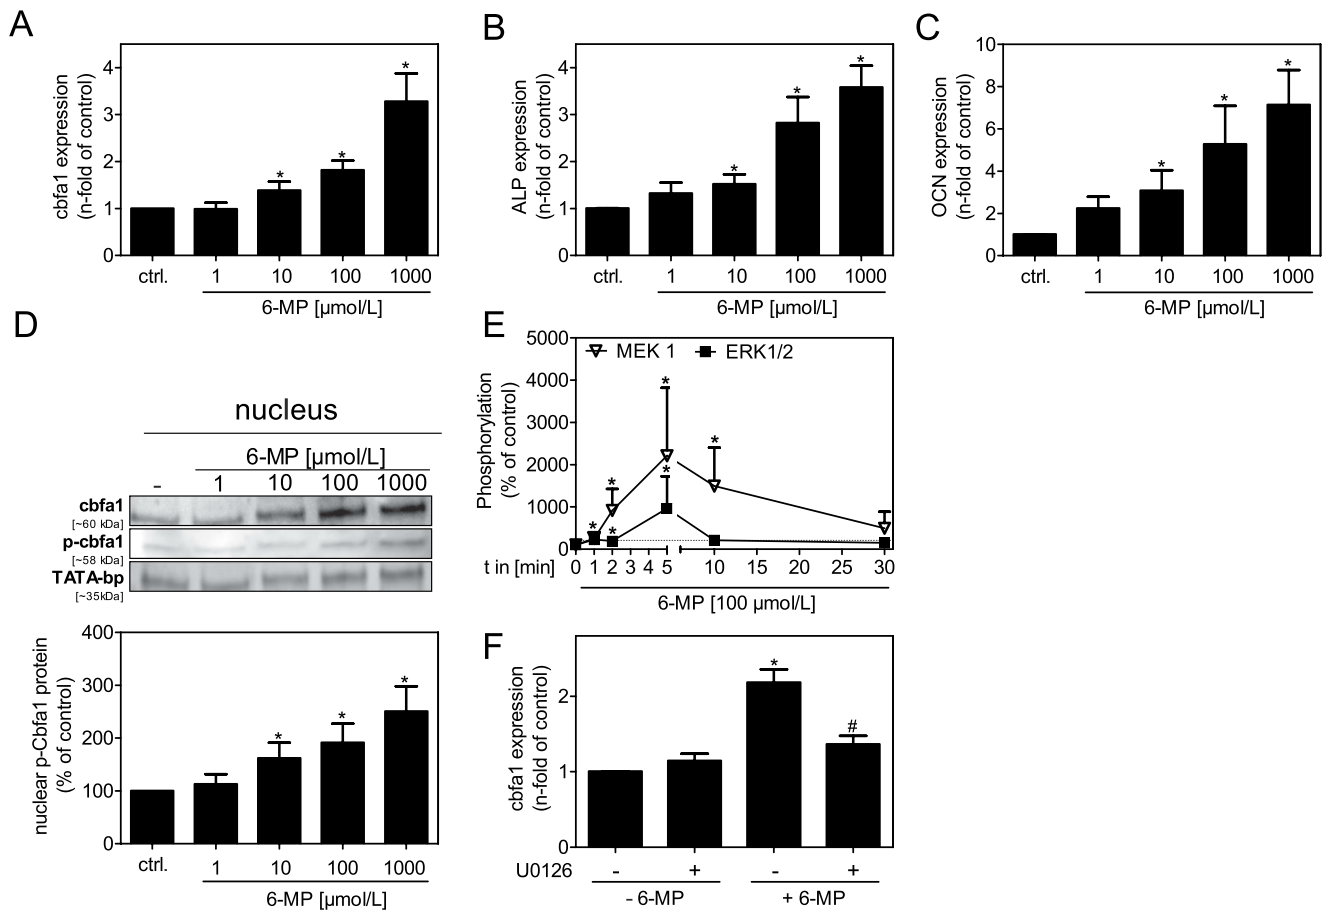 A
cbfa1 expression
(n-fold of control)
4
3
2
1
0
*
*
*
ctrl. 1 10 100 1000
6-MP [µmol/L]
B
ALP expression
(n-fold of control)
4
3
2
1
0
*
*
*
ctrl. 1 10 100 1000
6-MP [µmol/L]
C
OCN expression
(n-fold of control)
10
8
6
4
2
0
*
*
*
ctrl. 1 10 100 1000
6-MP [µmol/L]
D
nucleus
6-MP [µmol/L]
- 1 10 100 1000
cbfa1
[~60 kDa]
p-cbfa1
[~58 kDa]
TATA-bp
[~35kDa]
nuclear p-Cbfa1 protein
(% of control)
400
300
200
100
0
*
*
*
ctrl. 1 10 100 1000
6-MP [µmol/L]
E
MEK 1 ERK1/2
Phosphorylation
(% of control)
5000
4000
3000
2000
1000
0
*
*
*
*
*
*
t in [min] 0 1 2 3 4 5 10 15 20 25 30
6-MP [100 µmol/L]
F
cbfa1 expression
(n-fold of control)
2
1
0
*
#
U0126 - + - +
- 6-MP + 6-MP